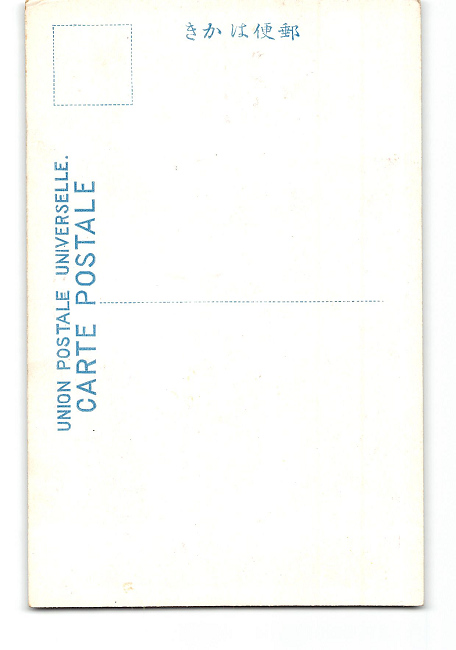 きかは便郵
UNION POSTALE UNIVERSELLE.
CARTE POSTALE